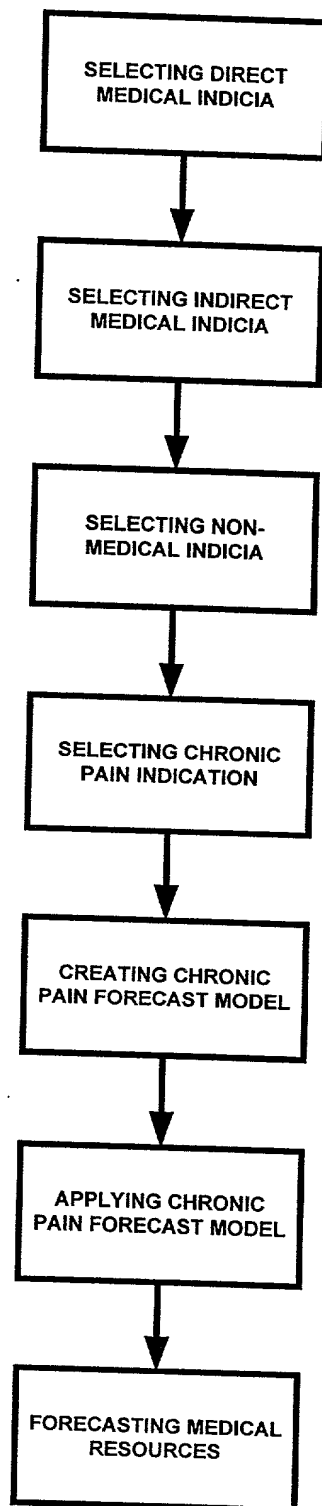 SELECTING DIRECT
MEDICAL INDICIA
SELECTING INDIRECT
MEDICAL INDICIA
SELECTING NON-
MEDICAL INDICIA
SELECTING CHRONIC
PAIN INDICATION
CREATING CHRONIC
PAIN FORECAST MODEL
APPLYING CHRONIC
PAIN FORECAST MODEL
FORECASTING MEDICAL
RESOURCES